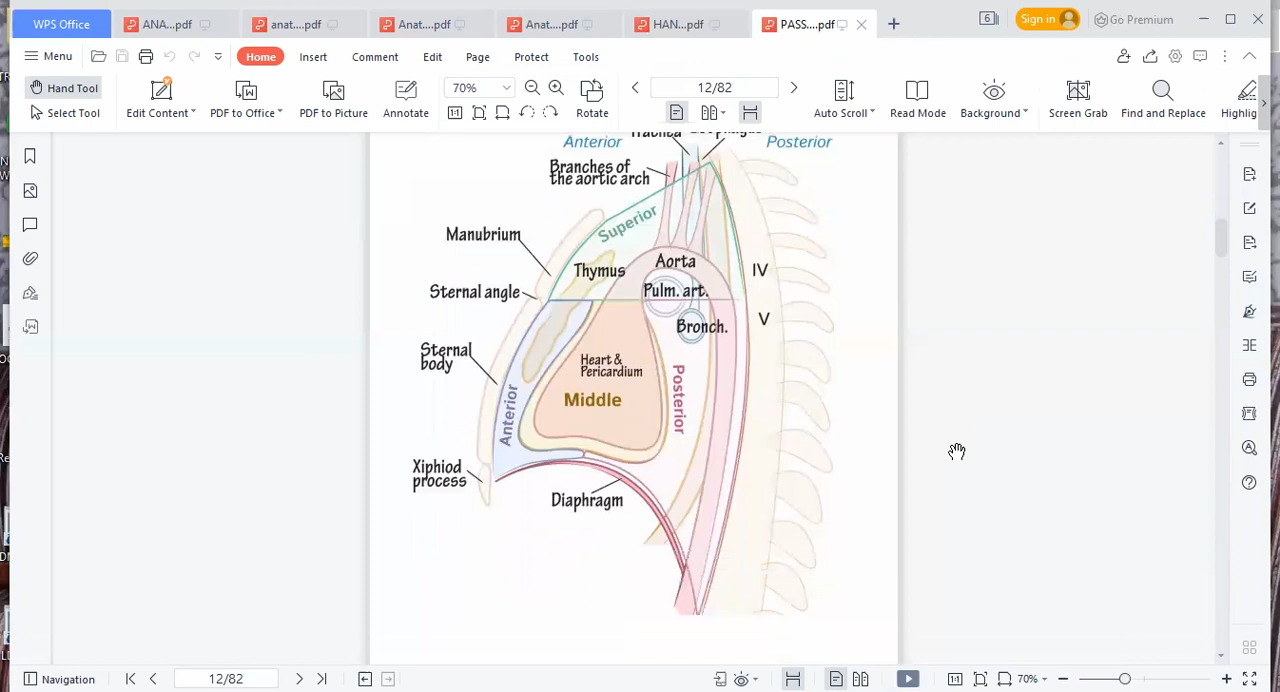 WPS Office
ANA....pdf
anat....pdf
Anat....pdf
Anat....pdf
HAN...pdf
PASS....pdf
6
Sign in
Go Premium
Menu
Home
Insert
Comment
Edit
Page
Protect
Tools
Hand Tool
Select Tool
Edit Content
PDF to Office
PDF to Picture
Annotate
70%
Rotate
12/82
Auto Scroll
Read Mode
Background
Screen Grab
Find and Replace
Highlig
Anterior
Trachea
Esophagus
Posterior
Branches of
the aortic arch
Superior
Manubrium
Aorta
Thymus
IV
Sternal angle
Pulm. art.
V
Bronch.
Sternal
body
Heart &
Pericardium
Middle
Posterior
Anterior
Xiphiod
process
Diaphragm
Navigation
12/82
70%